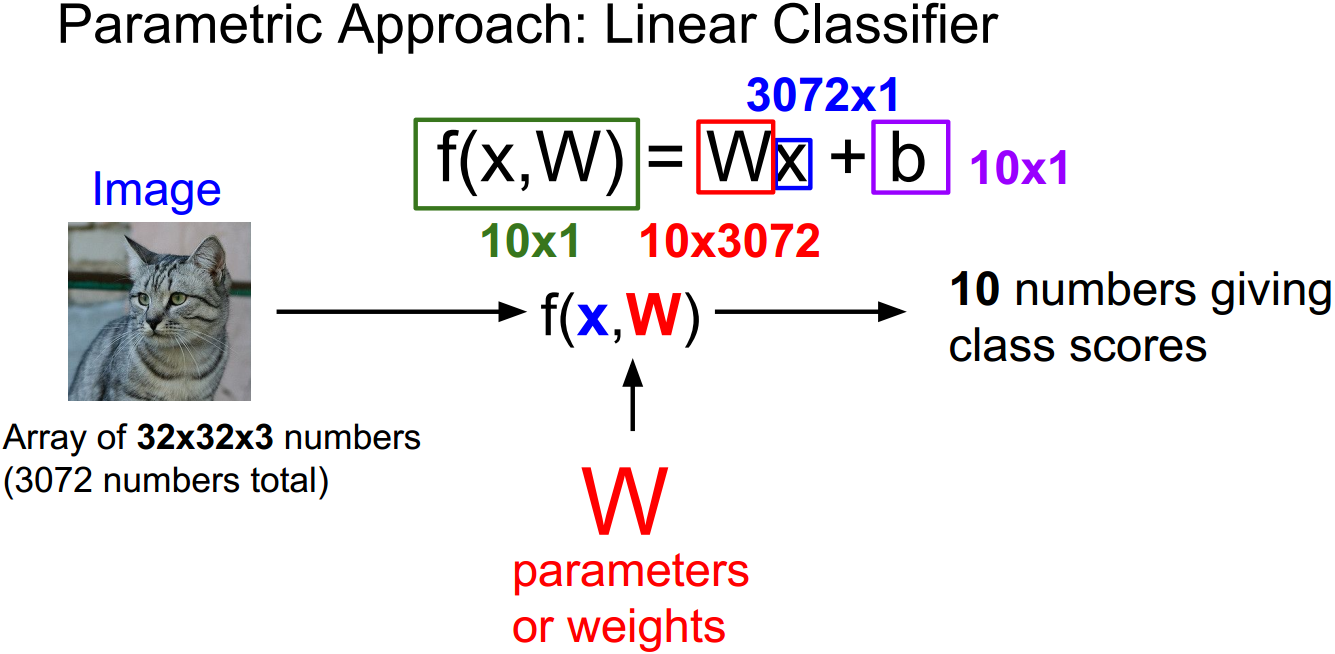 Parametric Approach: Linear Classifier
3072x1
f(x,W) = Wx + b 10x1
10x1 10x3072
Image
f(x,W)
10 numbers giving
class scores
Array of 32x32x3 numbers
(3072 numbers total)
W
parameters
or weights